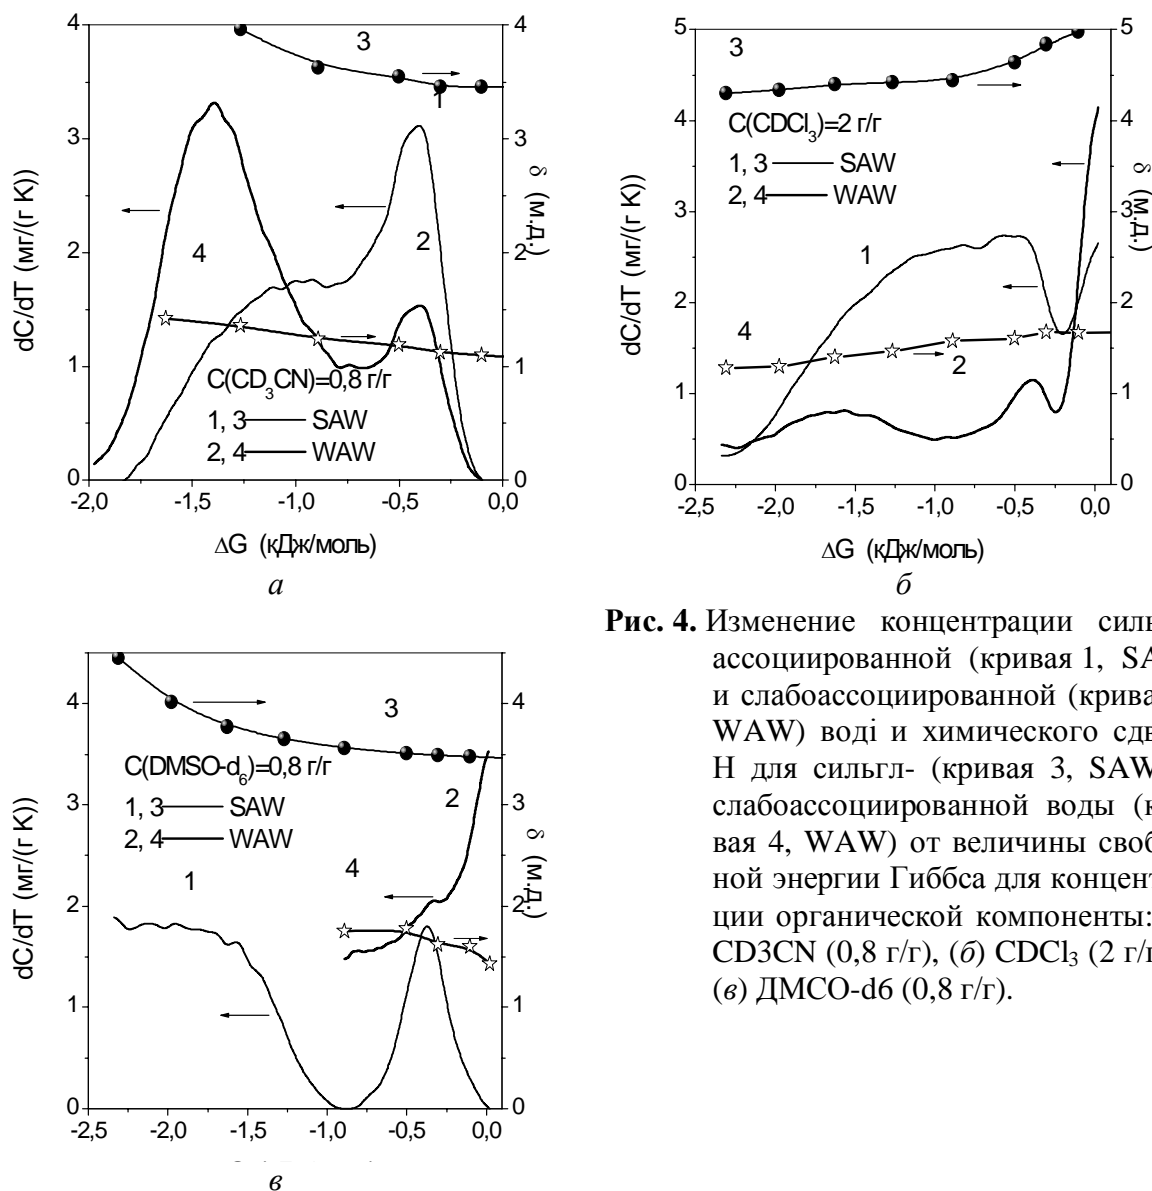 4
3
2
1
0
-2,0
-1,5
-1,0
-0,5
0,0
4
3
2
1
0
dC/dT (мг/(г К))
δ (м.д.)
3
1
2
4
C(CD3CN)=0,8 г/г
1, 3 SAW
2, 4 WAW
ΔG (кДж/моль)
а
5
4
3
2
1
0
-2,5
-2,0
-1,5
-1,0
-0,5
0,0
5
4
3
2
1
0
dC/dT (мг/(г К))
δ (м.д.)
3
C(CDCl3)=2 г/г
1, 3 SAW
2, 4 WAW
1
4
2
ΔG (кДж/моль)
б
4
3
2
1
0
-2,5
-2,0
-1,5
-1,0
-0,5
0,0
4
3
2
1
0
dC/dT (мг/(г К))
δ (м.д.)
3
C(DMSO-d6)=0,8 г/г
1, 3 SAW
2, 4 WAW
2
1
4
в
Рис. 4. Изменение концентрации силь
ассоциированной (кривая 1, SA
и слабоассоциированной (крива
WAW) воді и химического сдв
Н для сильгл- (кривая 3, SAW
слабоассоциированной воды (к
вая 4, WAW) от величины своб
ной энергии Гиббса для концент
ции органической компоненты:
CD3CN (0,8 г/г), (б) CDCl3 (2 г/г
(в) ДМСО-d6 (0,8 г/г).